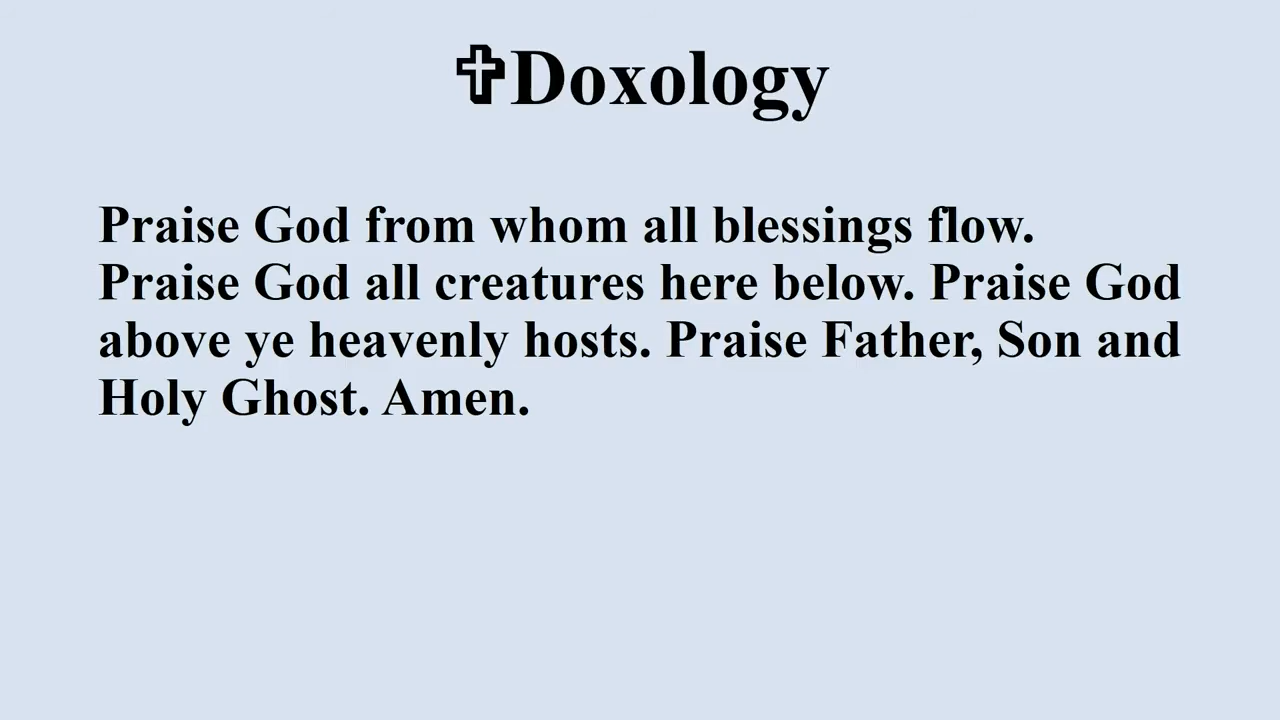 ✞Doxology
Praise God from whom all blessings flow.
Praise God all creatures here below. Praise God
above ye heavenly hosts. Praise Father, Son and
Holy Ghost. Amen.